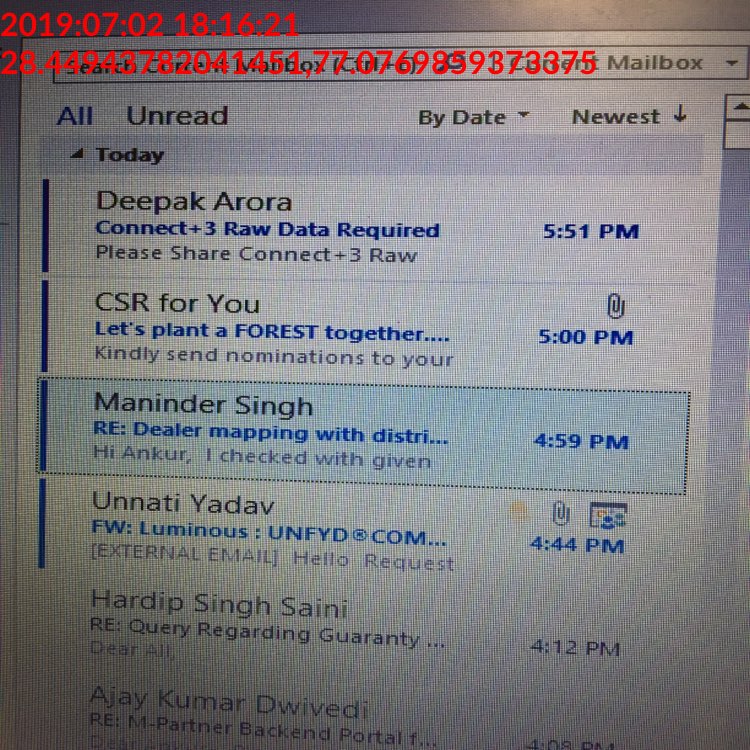 2019:07:02 18:16:21
28.44943782041451,77.0769859373375
Mailbox
All Unread By Date Newest ↓
Today
Deepak Arora
Connect+3 Raw Data Required 5:51 PM
Please Share Connect+3 Raw
CSR for You
Let's plant a FOREST together.... 5:00 PM
Kindly send nominations to your
Maninder Singh
RE: Dealer mapping with distri... 4:59 PM
Hi Ankur, I checked with given
Unnati Yadav
FW: Luminous : UNFYD®COM... 4:44 PM
[EXTERNAL EMAIL] Hello Request
Hardip Singh Saini
RE: Query Regarding Guaranty ... 4:12 PM
Dear All,
Ajay Kumar Dwivedi
RE: M-Partner Backend Portal f... 4:08 PM